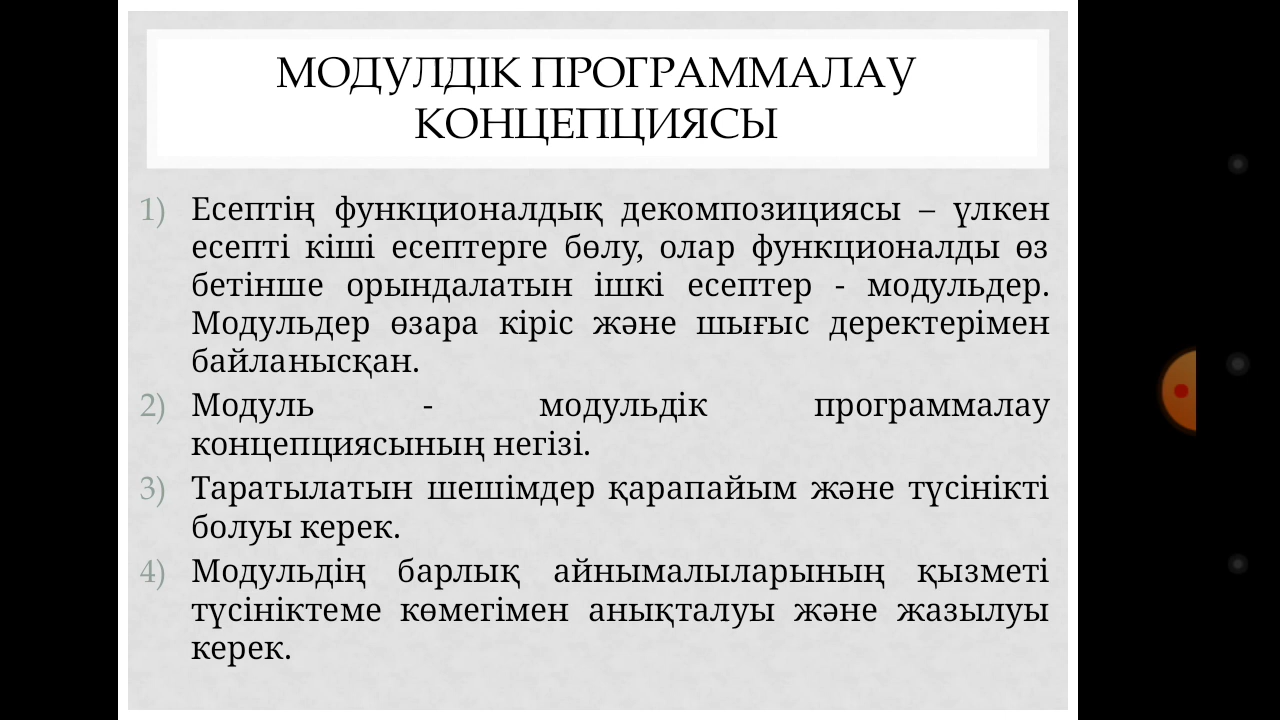 МОДУЛДІК ПРОГРАММАЛАУ
КОНЦЕПЦИЯСЫ
1) Есептің функционалдық декомпозициясы – үлкен
есепті кіші есептерге бөлу, олар функционалды өз
бетінше орындалатын ішкі есептер - модульдер.
Модульдер өзара кіріс және шығыс деректерімен
байланысқан.
2) Модуль - модульдік программалау
концепциясының негізі.
3) Таратылатын шешімдер қарапайым және түсінікті
болуы керек.
4) Модульдің барлық айнымалыларының қызметі
түсініктеме көмегімен анықталуы және жазылуы
керек.